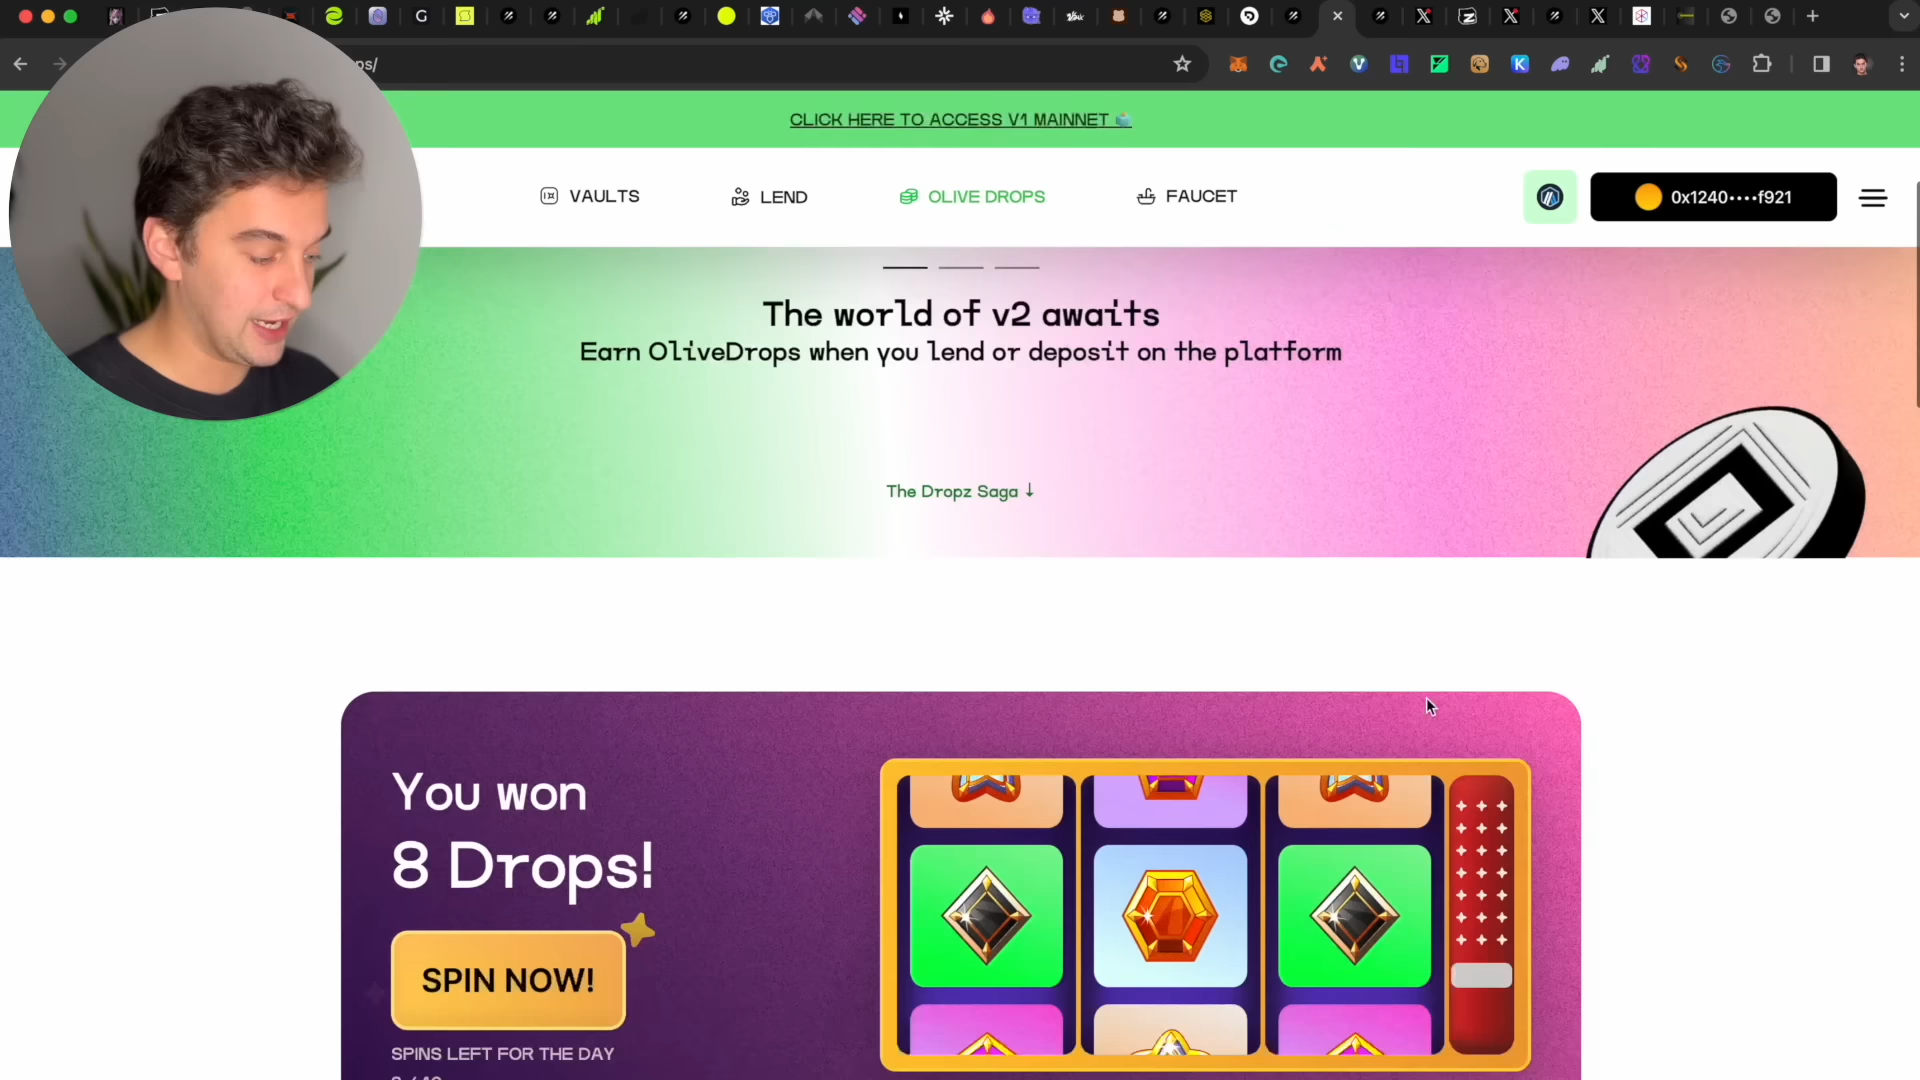 ps/
CLICK HERE TO ACCESS V1 MAINNET
VAULTS
LEND
OLIVE DROPS
FAUCET
0x1240••••f921
The world of v2 awaits
Earn OliveDrops when you lend or deposit on the platform
The Dropz Saga ↓
You won
8 Drops!
SPIN NOW!
SPINS LEFT FOR THE DAY